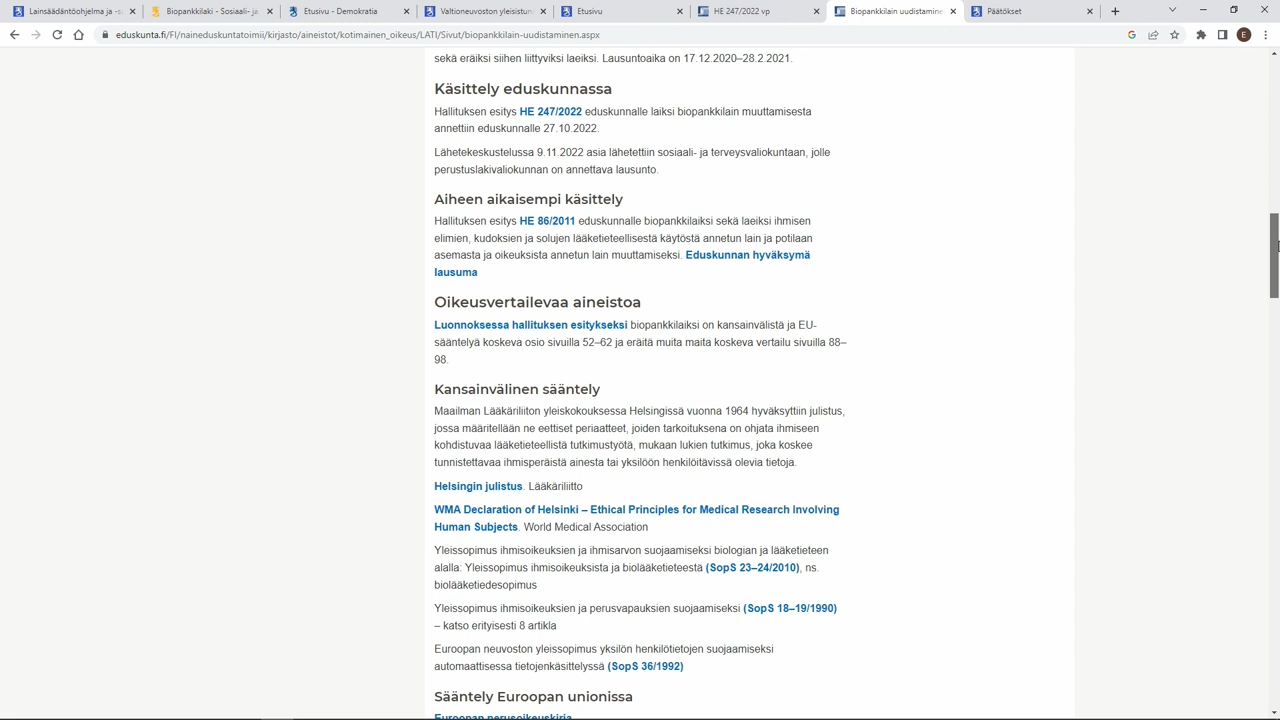 Lainsäädäntöohjelma ja -s
Biopankkilaki - Sosiaali- ja
Etusivu - Demokratia
Valtioneuvoston yleisistun
Etusivu
HE 247/2022 vp
Biopankkilain uudistamine
Päätökset
eduskunta.fi/FI/naineduskuntatoimii/kirjasto/aineistot/kotimainen_oikeus/LATI/Sivut/biopankkilain-uudistaminen.aspx
E
sekä eräiksi siihen liittyviksi laeiksi. Lausuntoaika on 17.12.2020–28.2.2021.
Käsittely eduskunnassa
Hallituksen esitys HE 247/2022 eduskunnalle laiksi biopankkilain muuttamisesta
annettiin eduskunnalle 27.10.2022.
Lähetekeskustelussa 9.11.2022 asia lähetettiin sosiaali- ja terveysvaliokuntaan, jolle
perustuslakivaliokunnan on annettava lausunto.
Aiheen aikaisempi käsittely
Hallituksen esitys HE 86/2011 eduskunnalle biopankkilaiksi sekä laeiksi ihmisen
elimien, kudoksien ja solujen lääketieteellisestä käytöstä annetun lain ja potilaan
asemasta ja oikeuksista annetun lain muuttamiseksi. Eduskunnan hyväksymä
lausuma
Oikeusvertailevaa aineistoa
Luonnoksessa hallituksen esitykseksi biopankkilaiksi on kansainvälistä ja EU-
sääntelyä koskeva osio sivuilla 52–62 ja eräitä muita maita koskeva vertailu sivuilla 88–
98.
Kansainvälinen sääntely
Maailman Lääkäriliiton yleiskokouksessa Helsingissä vuonna 1964 hyväksyttiin julistus,
jossa määritellään ne eettiset periaatteet, joiden tarkoituksena on ohjata ihmiseen
kohdistuvaa lääketieteellistä tutkimustyötä, mukaan lukien tutkimus, joka koskee
tunnistettavaa ihmisperäistä ainesta tai yksilöön henkilöitävissä olevia tietoja.
Helsingin julistus. Lääkäriliitto
WMA Declaration of Helsinki – Ethical Principles for Medical Research Involving
Human Subjects. World Medical Association
Yleissopimus ihmisoikeuksien ja ihmisarvon suojaamiseksi biologian ja lääketieteen
alalla: Yleissopimus ihmisoikeuksista ja biolääketieteestä (SopS 23–24/2010), ns.
biolääketiedesopimus
Yleissopimus ihmisoikeuksien ja perusvapauksien suojaamiseksi (SopS 18–19/1990)
– katso erityisesti 8 artikla
Euroopan neuvoston yleissopimus yksilön henkilötietojen suojaamiseksi
automaattisessa tietojenkäsittelyssä (SopS 36/1992)
Sääntely Euroopan unionissa
Euroopan perusoikeuskirja